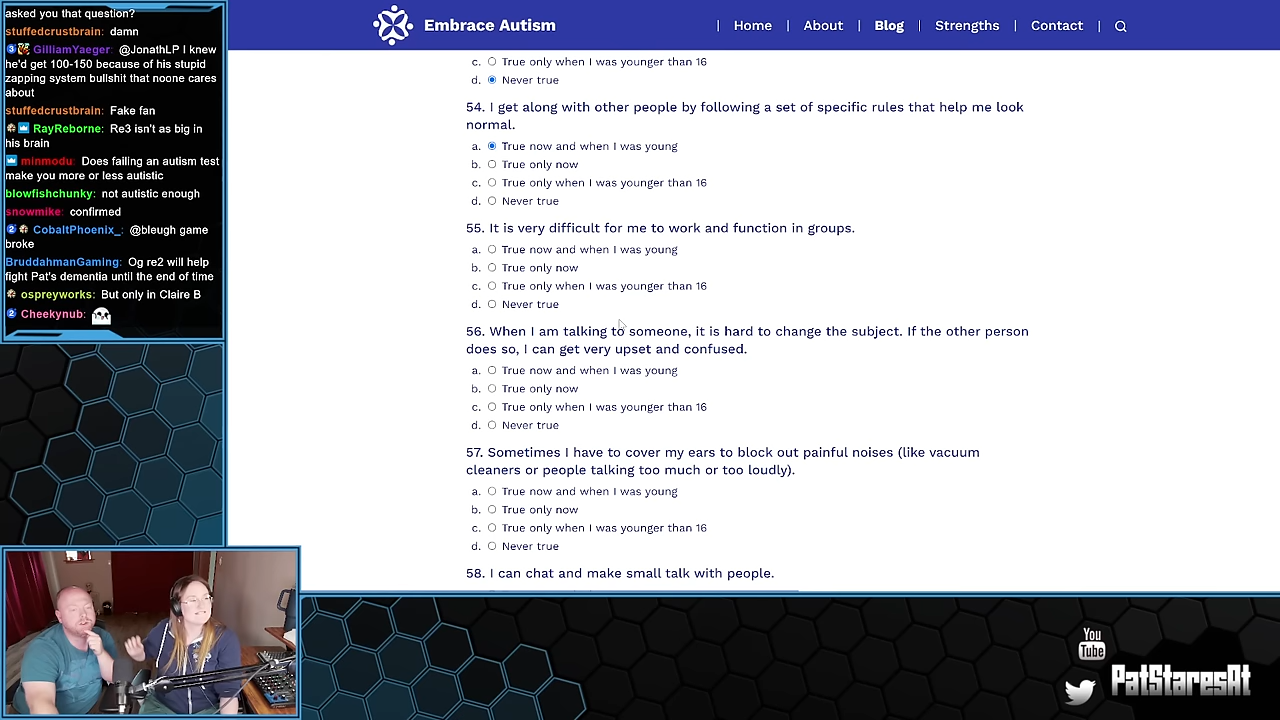 asked you that question?
stuffedcrustbrain: damn
3 GilliamYaeger: @JonathLP I knew
he'd get 100-150 because of his stupid
zapping system bullshit that noone cares
about
stuffedcrustbrain: Fake fan
RayReborne: Re3 isn't as big in
his brain
minmodu: Does failing an autism test
make you more or less autistic
blowfishchunky: not autistic enough
snowmike: confirmed
2 CobaltPhoenix_: @bleugh game
broke
BruddahmanGaming: Og re2 will help
fight Pat's dementia until the end of time
ospreyworks: But only in Claire B
2 Cheekynub:
Embrace Autism
| Home | About | Blog | Strengths | Contact |
c. True only when I was younger than 16
d. Never true
54. I get along with other people by following a set of specific rules that help me look
normal.
a. True now and when I was young
b. True only now
c. True only when I was younger than 16
d. Never true
55. It is very difficult for me to work and function in groups.
a. True now and when I was young
b. True only now
c. True only when I was younger than 16
d. Never true
56. When I am talking to someone, it is hard to change the subject. If the other person
does so, I can get very upset and confused.
a. True now and when I was young
b. True only now
c. True only when I was younger than 16
d. Never true
57. Sometimes I have to cover my ears to block out painful noises (like vacuum
cleaners or people talking too much or too loudly).
a. True now and when I was young
b. True only now
c. True only when I was younger than 16
d. Never true
58. I can chat and make small talk with people.
You
Tube
PatStaresAt